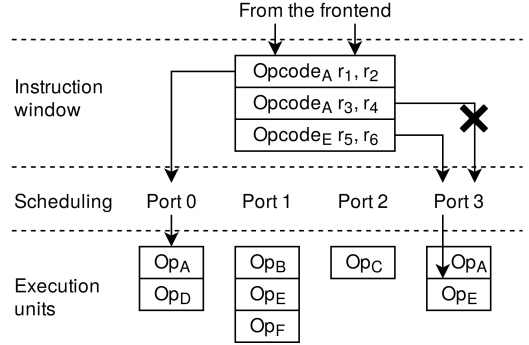 From the frontend
Instruction window
Opcode_A r_1, r_2
Opcode_A r_3, r_4
Opcode_E r_5, r_6
Scheduling Port 0 Port 1 Port 2 Port 3
Execution units
Op_A Op_B Op_C Op_A
Op_D Op_E Op_E
Op_F